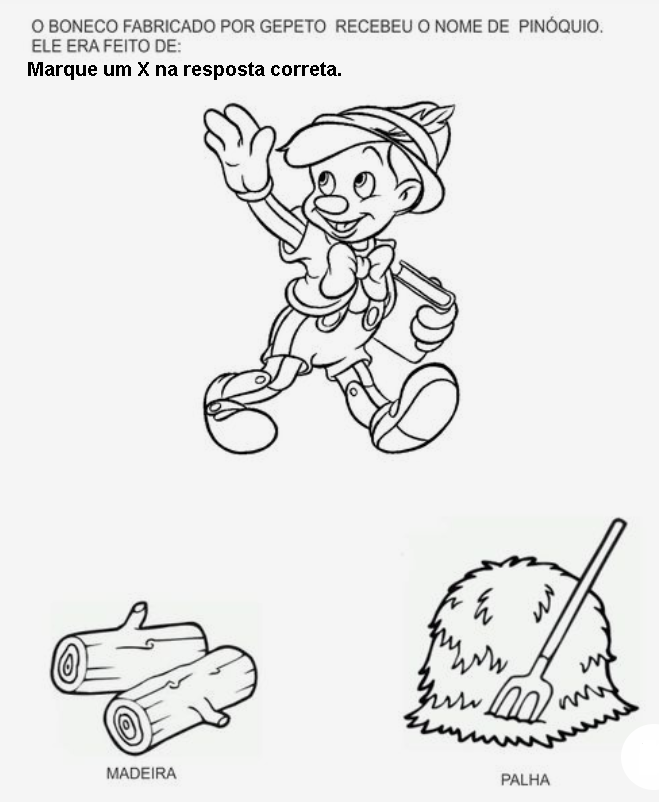 O BONECO FABRICADO POR GEPETO RECEBEU O NOME DE PINÓQUIO.
ELE ERA FEITO DE:
Marque um X na resposta correta.
MADEIRA
PALHA